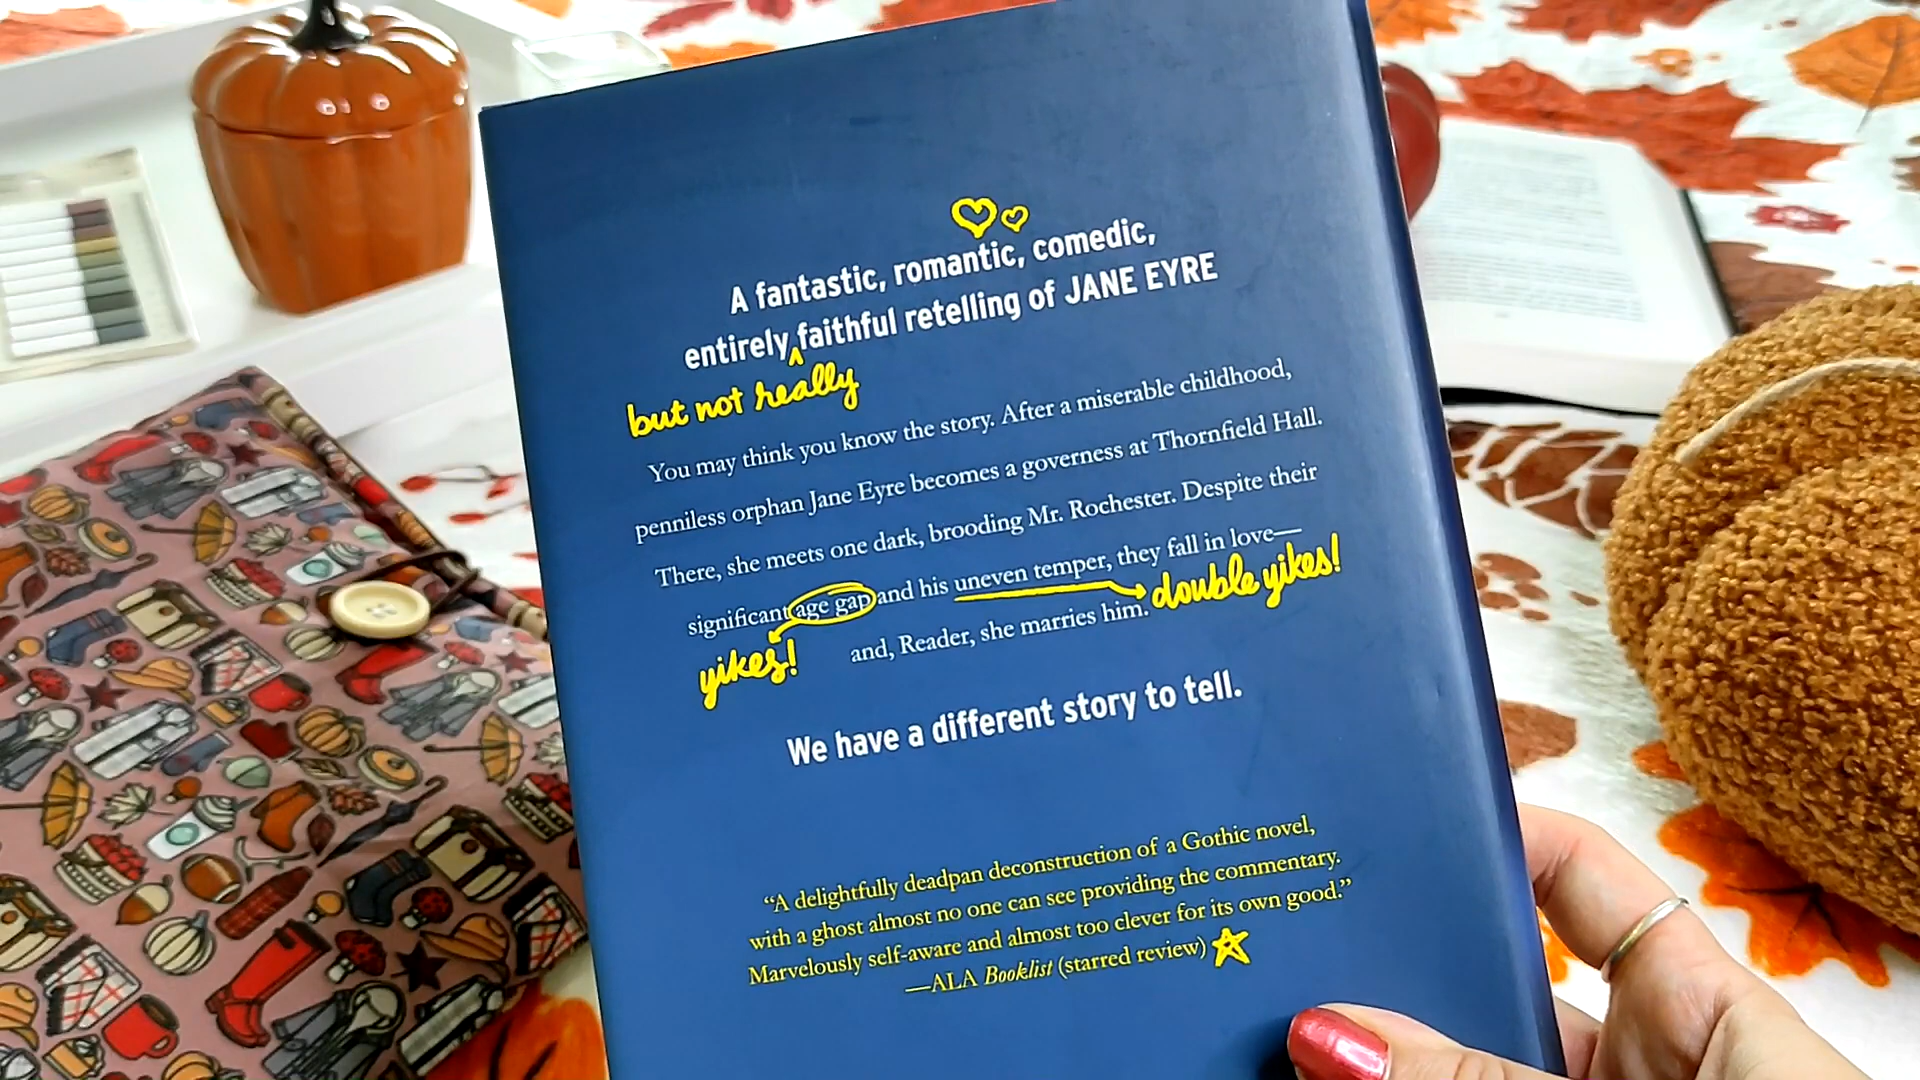 A fantastic, romantic, comedic,
entirely faithful retelling of JANE EYRE
but not really
You may think you know the story. After a miserable childhood,
penniless orphan Jane Eyre becomes a governess at Thornfield Hall.
There, she meets one dark, brooding Mr. Rochester. Despite their
significant age gap and his uneven temper, they fall in love—
yikes!
and, Reader, she marries him.
double yikes!
We have a different story to tell.
“A delightfully deadpan deconstruction of a Gothic novel,
with a ghost almost no one can see providing the commentary.
Marvelously self-aware and almost too clever for its own good.”
—ALA Booklist (starred review)